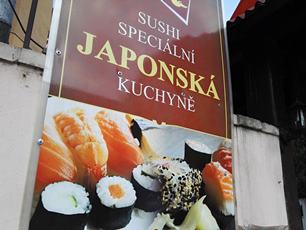 SUSHI
SPECIÁLNÍ
JAPONSKÁ
KUCHYNĚ